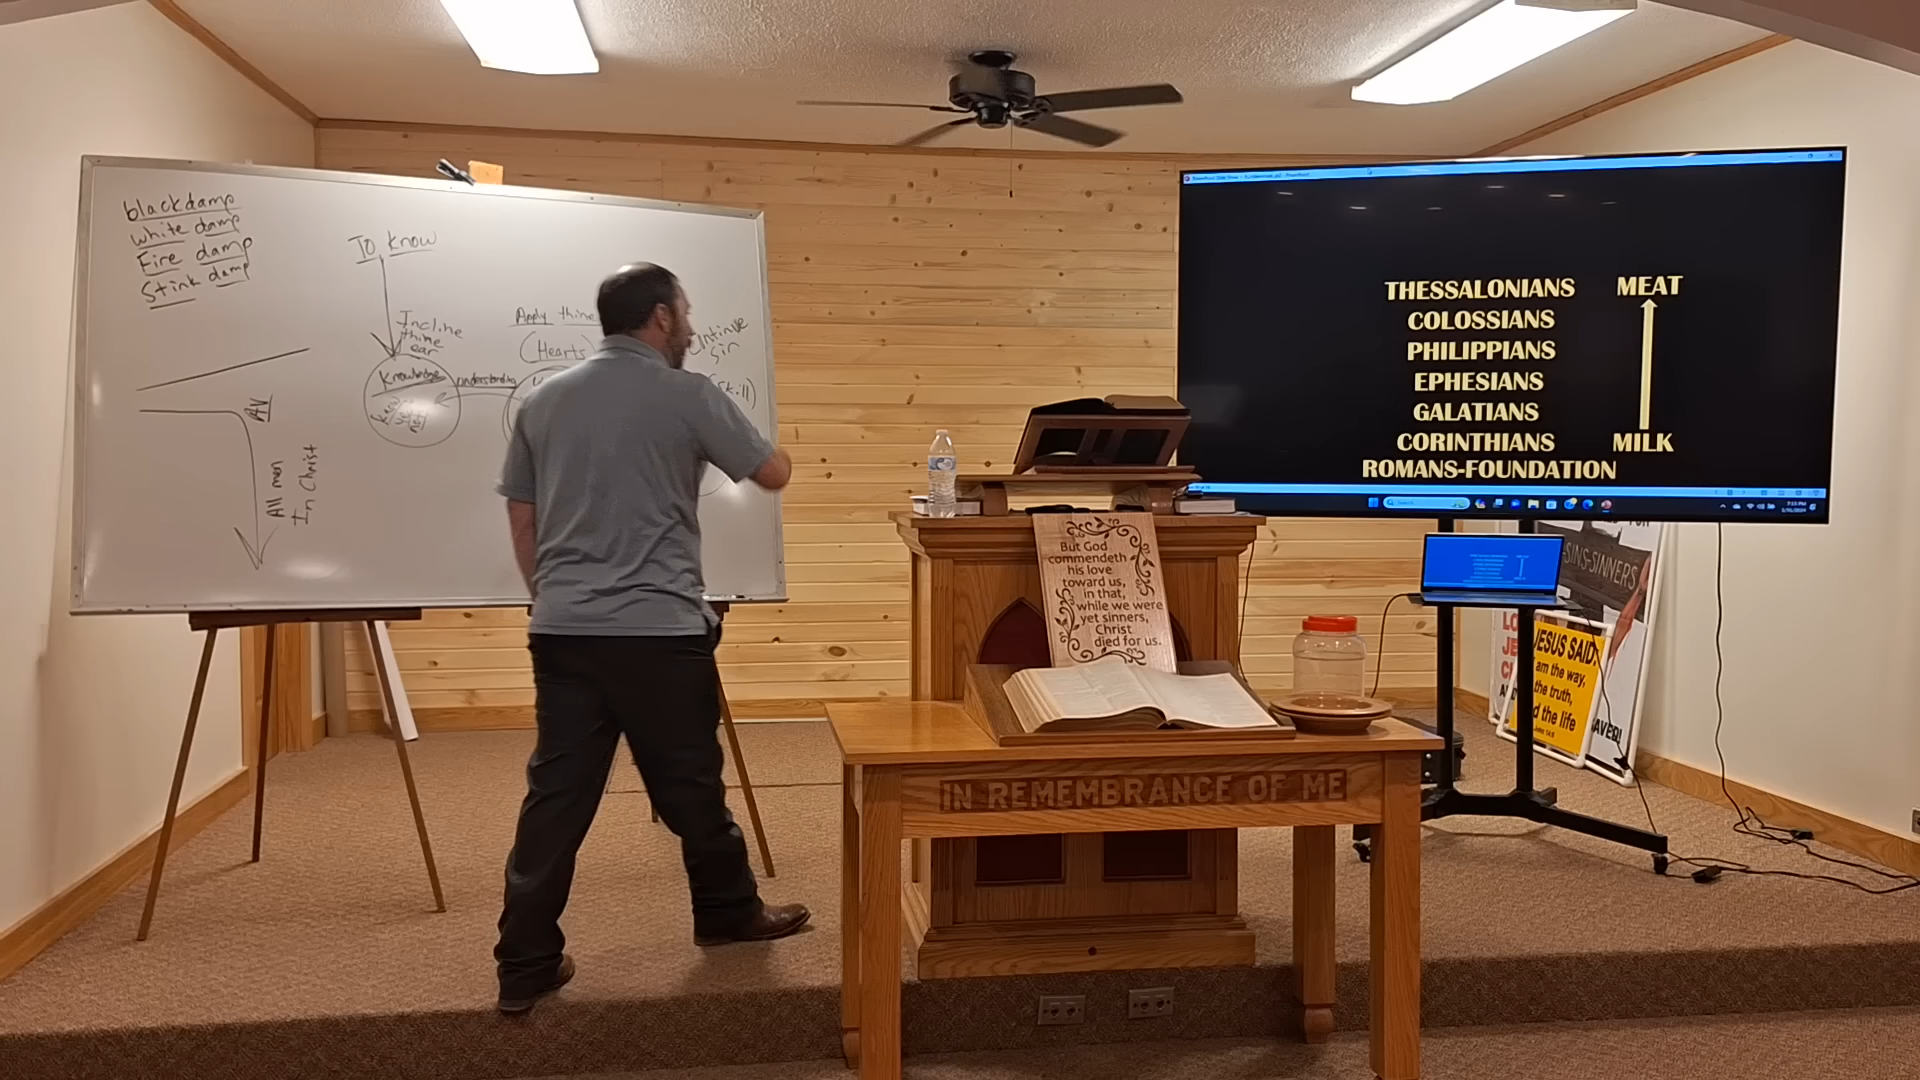 blackdamp
white damp
Fire damp
Stink damp
To know
Incline
thine
ear
Apply thine
(Hearts)
sin
knowledge
understanding
AV
All men
In Christ
THESSALONIANS MEAT
COLOSSIANS
PHILIPPIANS
EPHESIANS
GALATIANS
CORINTHIANS MILK
ROMANS-FOUNDATION
But God
commendeth
his love
toward us,
in that,
while we were
yet sinners,
Christ
died for us.
IN REMEMBRANCE OF ME
-SINS-SINNERS
JESUS SAID:
am the way,
the truth,
d the life
AVED!